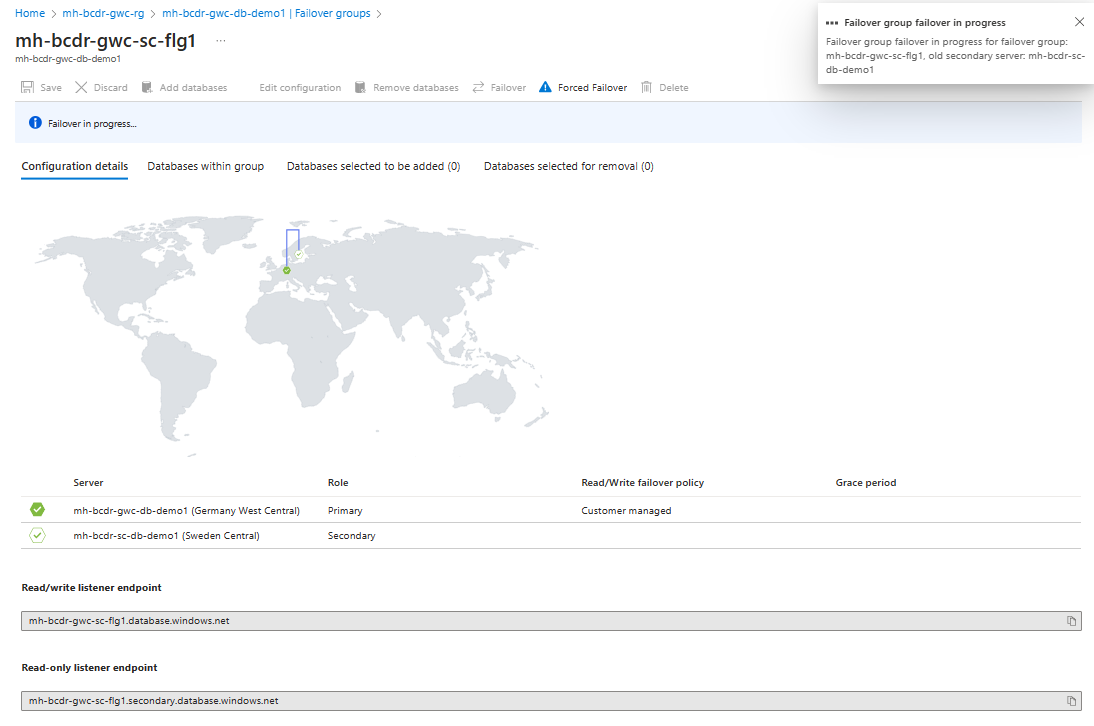 Home > mh-bcdr-gwc-rg > mh-bcdr-gwc-db-demo1 | Failover groups >
mh-bcdr-gwc-sc-flg1 ...
mh-bcdr-gwc-db-demo1
Failover group failover in progress
Failover group failover in progress for failover group:
mh-bcdr-gwc-sc-flg1, old secondary server: mh-bcdr-sc-
db-demo1
Save Discard Add databases Edit configuration Remove databases Failover Forced Failover Delete
Failover in progress...
Configuration details Databases within group Databases selected to be added (0) Databases selected for removal (0)
Server Role Read/Write failover policy Grace period
mh-bcdr-gwc-db-demo1 (Germany West Central) Primary Customer managed
mh-bcdr-sc-db-demo1 (Sweden Central) Secondary
Read/write listener endpoint
mh-bcdr-gwc-sc-flg1.database.windows.net
Read-only listener endpoint
mh-bcdr-gwc-sc-flg1.secondary.database.windows.net